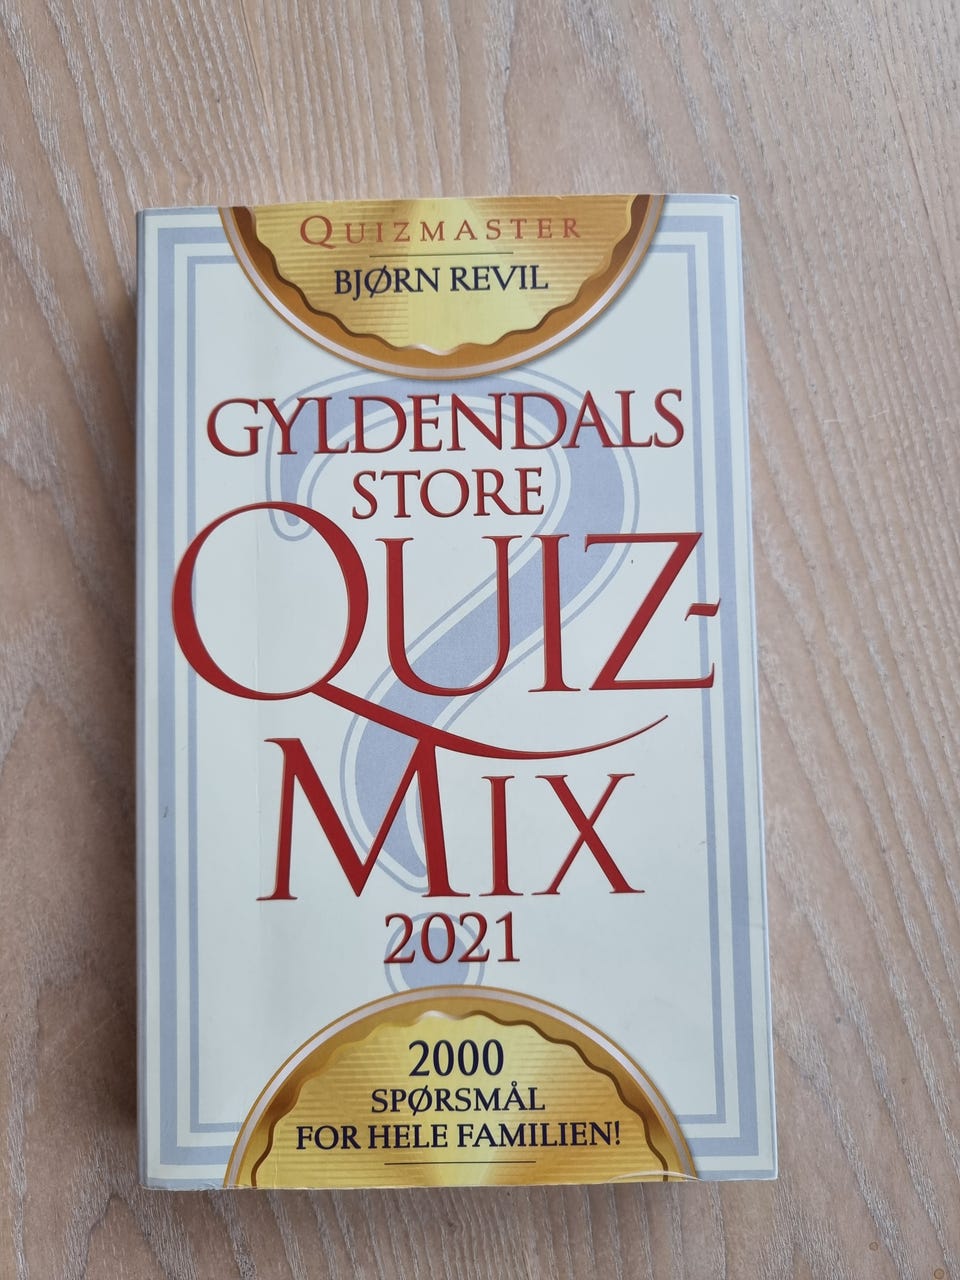 QUIZMASTER
BJØRN REVIL
GYLDENDALS
STORE
QUIZ-
MIX
2021
2000
SPØRSMÅL
FOR HELE FAMILIEN!